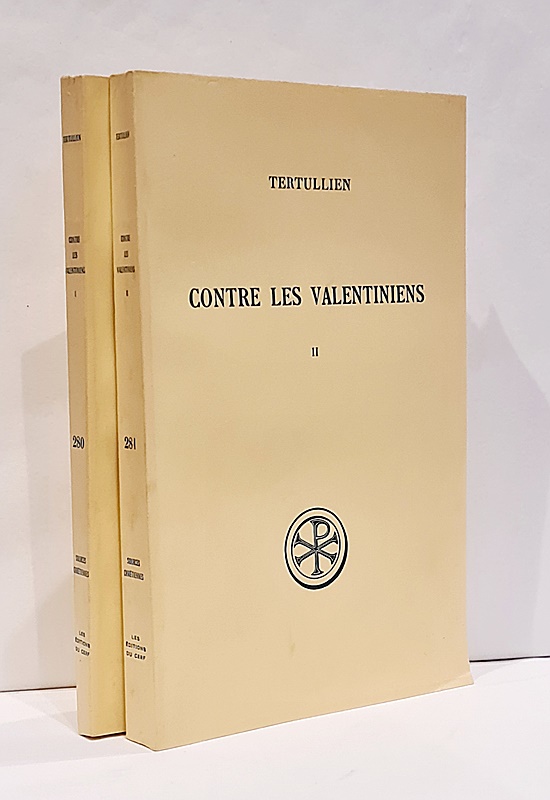 TERTULLIEN
CONTRE
LES
VALENTINIENS
I
280
SOURCES
CHRÉTIENNES
LES
ÉDITIONS
DU CERF
TERTULLIEN
CONTRE
LES
VALENTINIENS
II
281
SOURCES
CHRÉTIENNES
LES
ÉDITIONS
DU CERF
TERTULLIEN
CONTRE LES VALENTINIENS
II